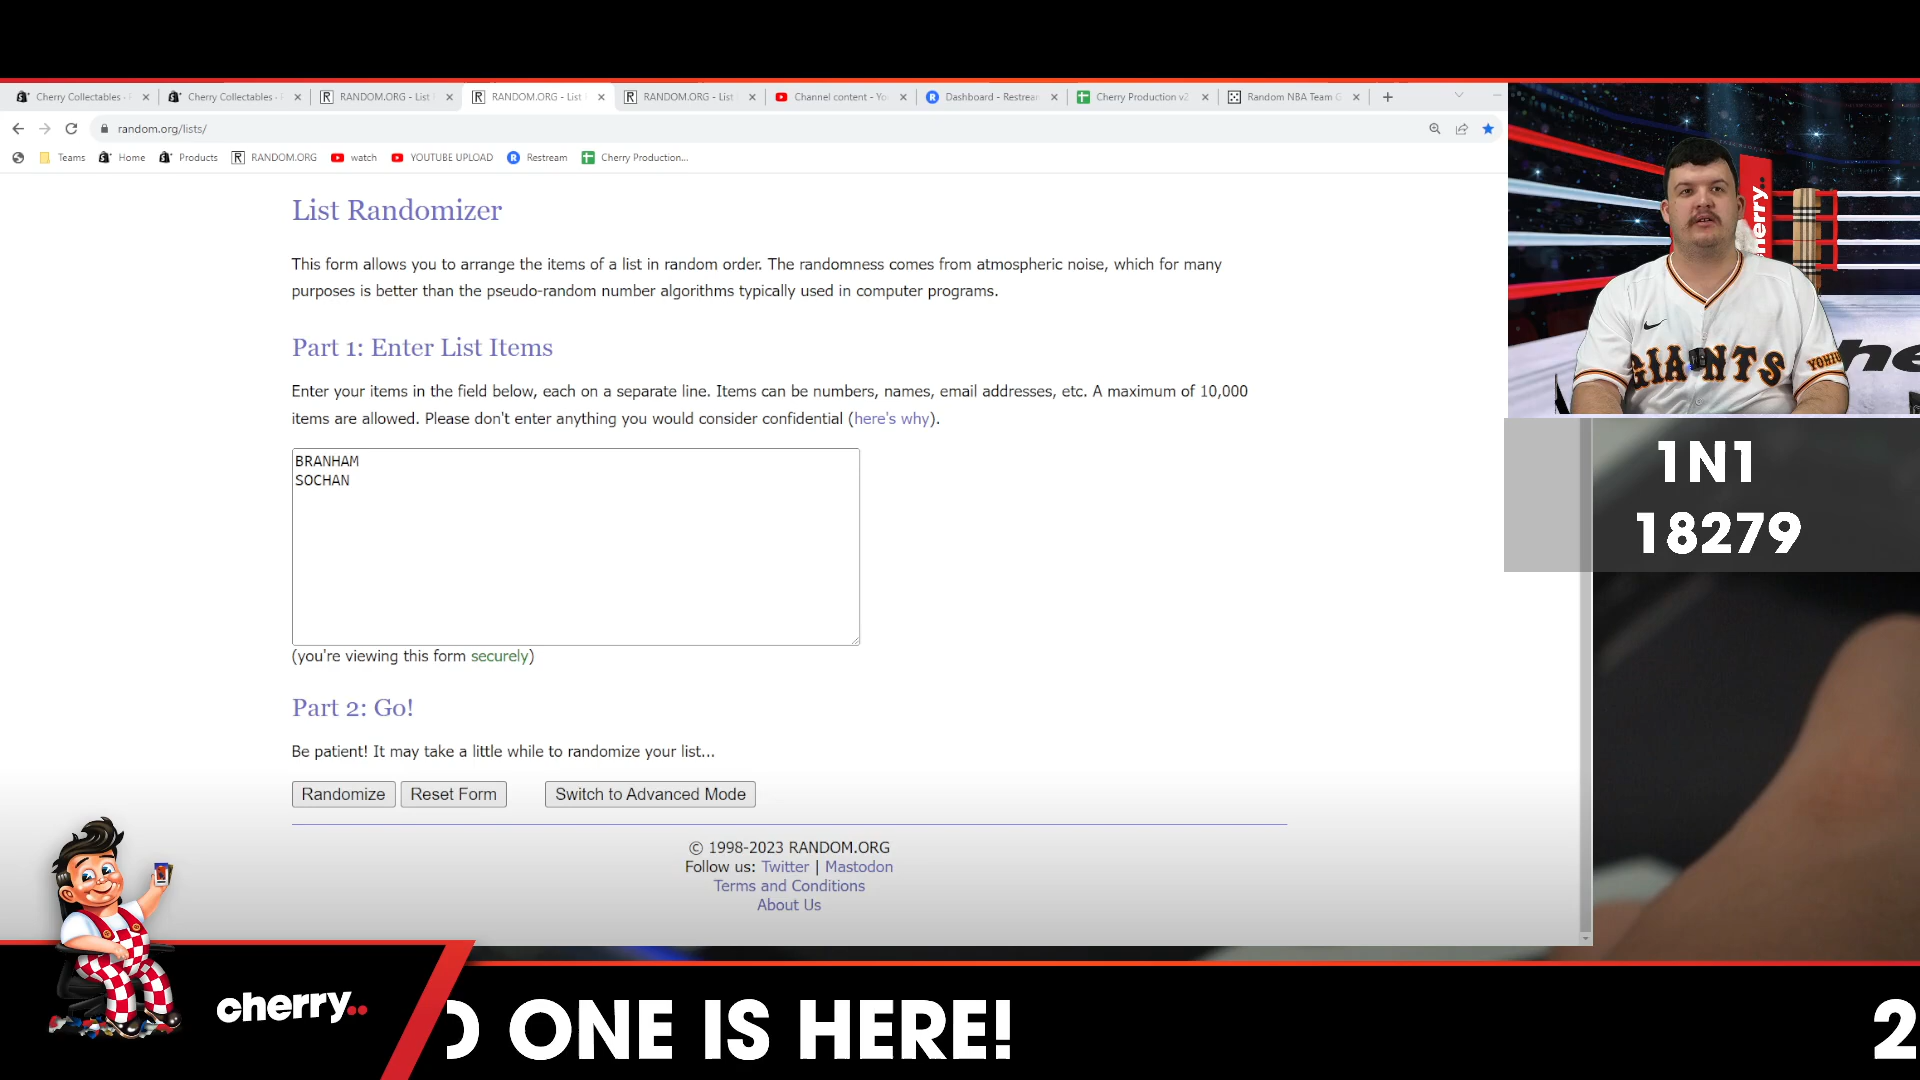 Cherry Collectables -
Cherry Collectables -
RANDOM.ORG - List
RANDOM.ORG - List
RANDOM.ORG - List
Channel content - Yo
Dashboard - Restrea
Cherry Production v2
Random NBA Team G
random.org/lists/
Teams
Home
Products
RANDOM.ORG
watch
YOUTUBE UPLOAD
Restream
Cherry Production...
List Randomizer
This form allows you to arrange the items of a list in random order. The randomness comes from atmospheric noise, which for many
purposes is better than the pseudo-random number algorithms typically used in computer programs.
Part 1: Enter List Items
Enter your items in the field below, each on a separate line. Items can be numbers, names, email addresses, etc. A maximum of 10,000
items are allowed. Please don't enter anything you would consider confidential (here's why).
BRANHAM
SOCHAN
(you're viewing this form securely)
Part 2: Go!
Be patient! It may take a little while to randomize your list...
Randomize
Reset Form
Switch to Advanced Mode
© 1998-2023 RANDOM.ORG
Follow us: Twitter | Mastodon
Terms and Conditions
About Us
GIANTS
1N1
18279
cherry..
ONE IS HERE!
2